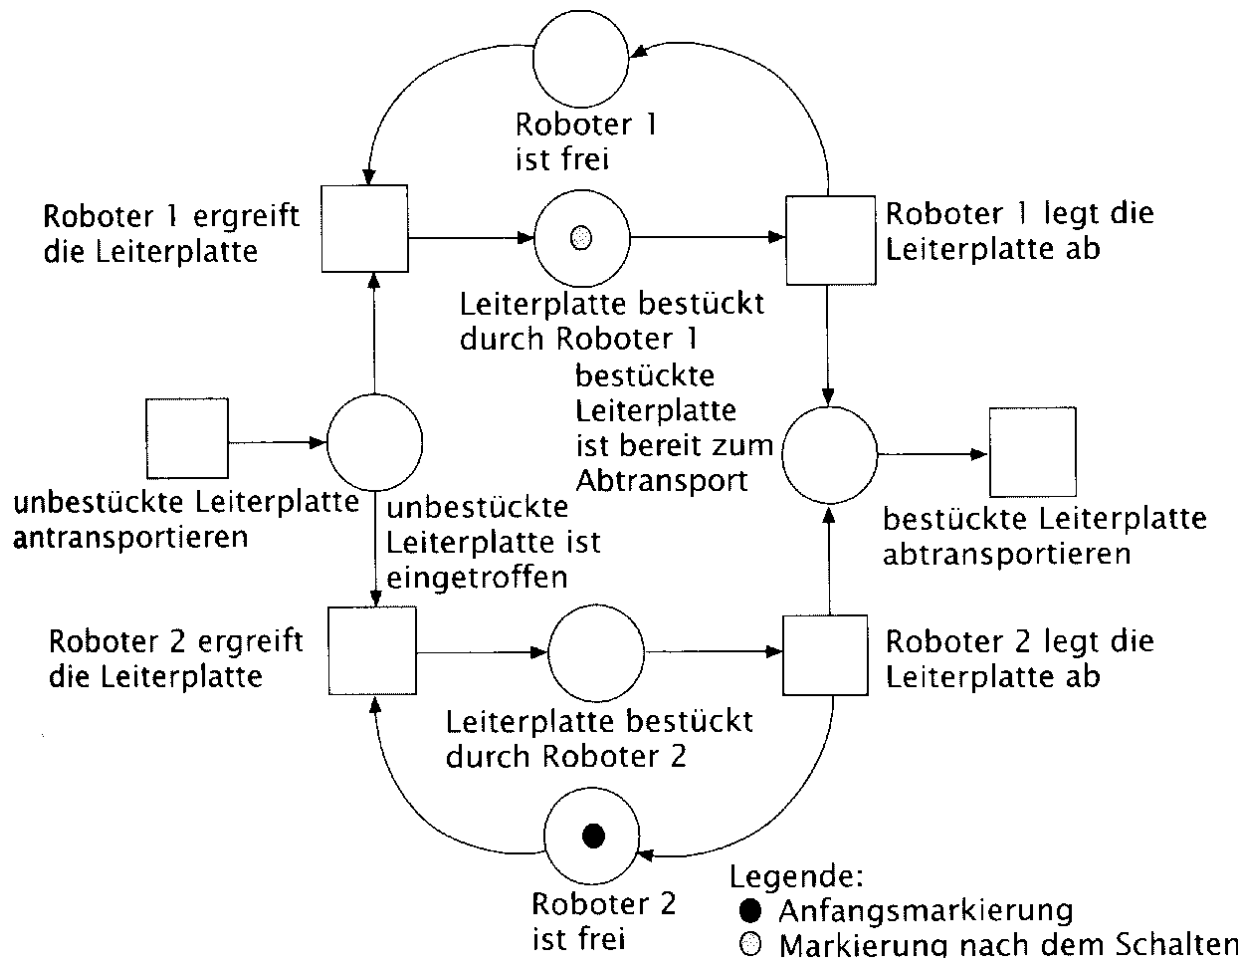 Roboter 1
ist frei
Roboter 1 ergreift
die Leiterplatte
Roboter 1 legt die
Leiterplatte ab
Leiterplatte bestückt
durch Roboter 1
bestückte
Leiterplatte
ist bereit zum
Abtransport
unbestückte Leiterplatte
antransportieren
unbestückte
Leiterplatte ist
eingetroffen
bestückte Leiterplatte
abtransportieren
Roboter 2 ergreift
die Leiterplatte
Roboter 2 legt die
Leiterplatte ab
Leiterplatte bestückt
durch Roboter 2
Roboter 2
ist frei
Legende:
Anfangsmarkierung
Markierung nach dem Schalten